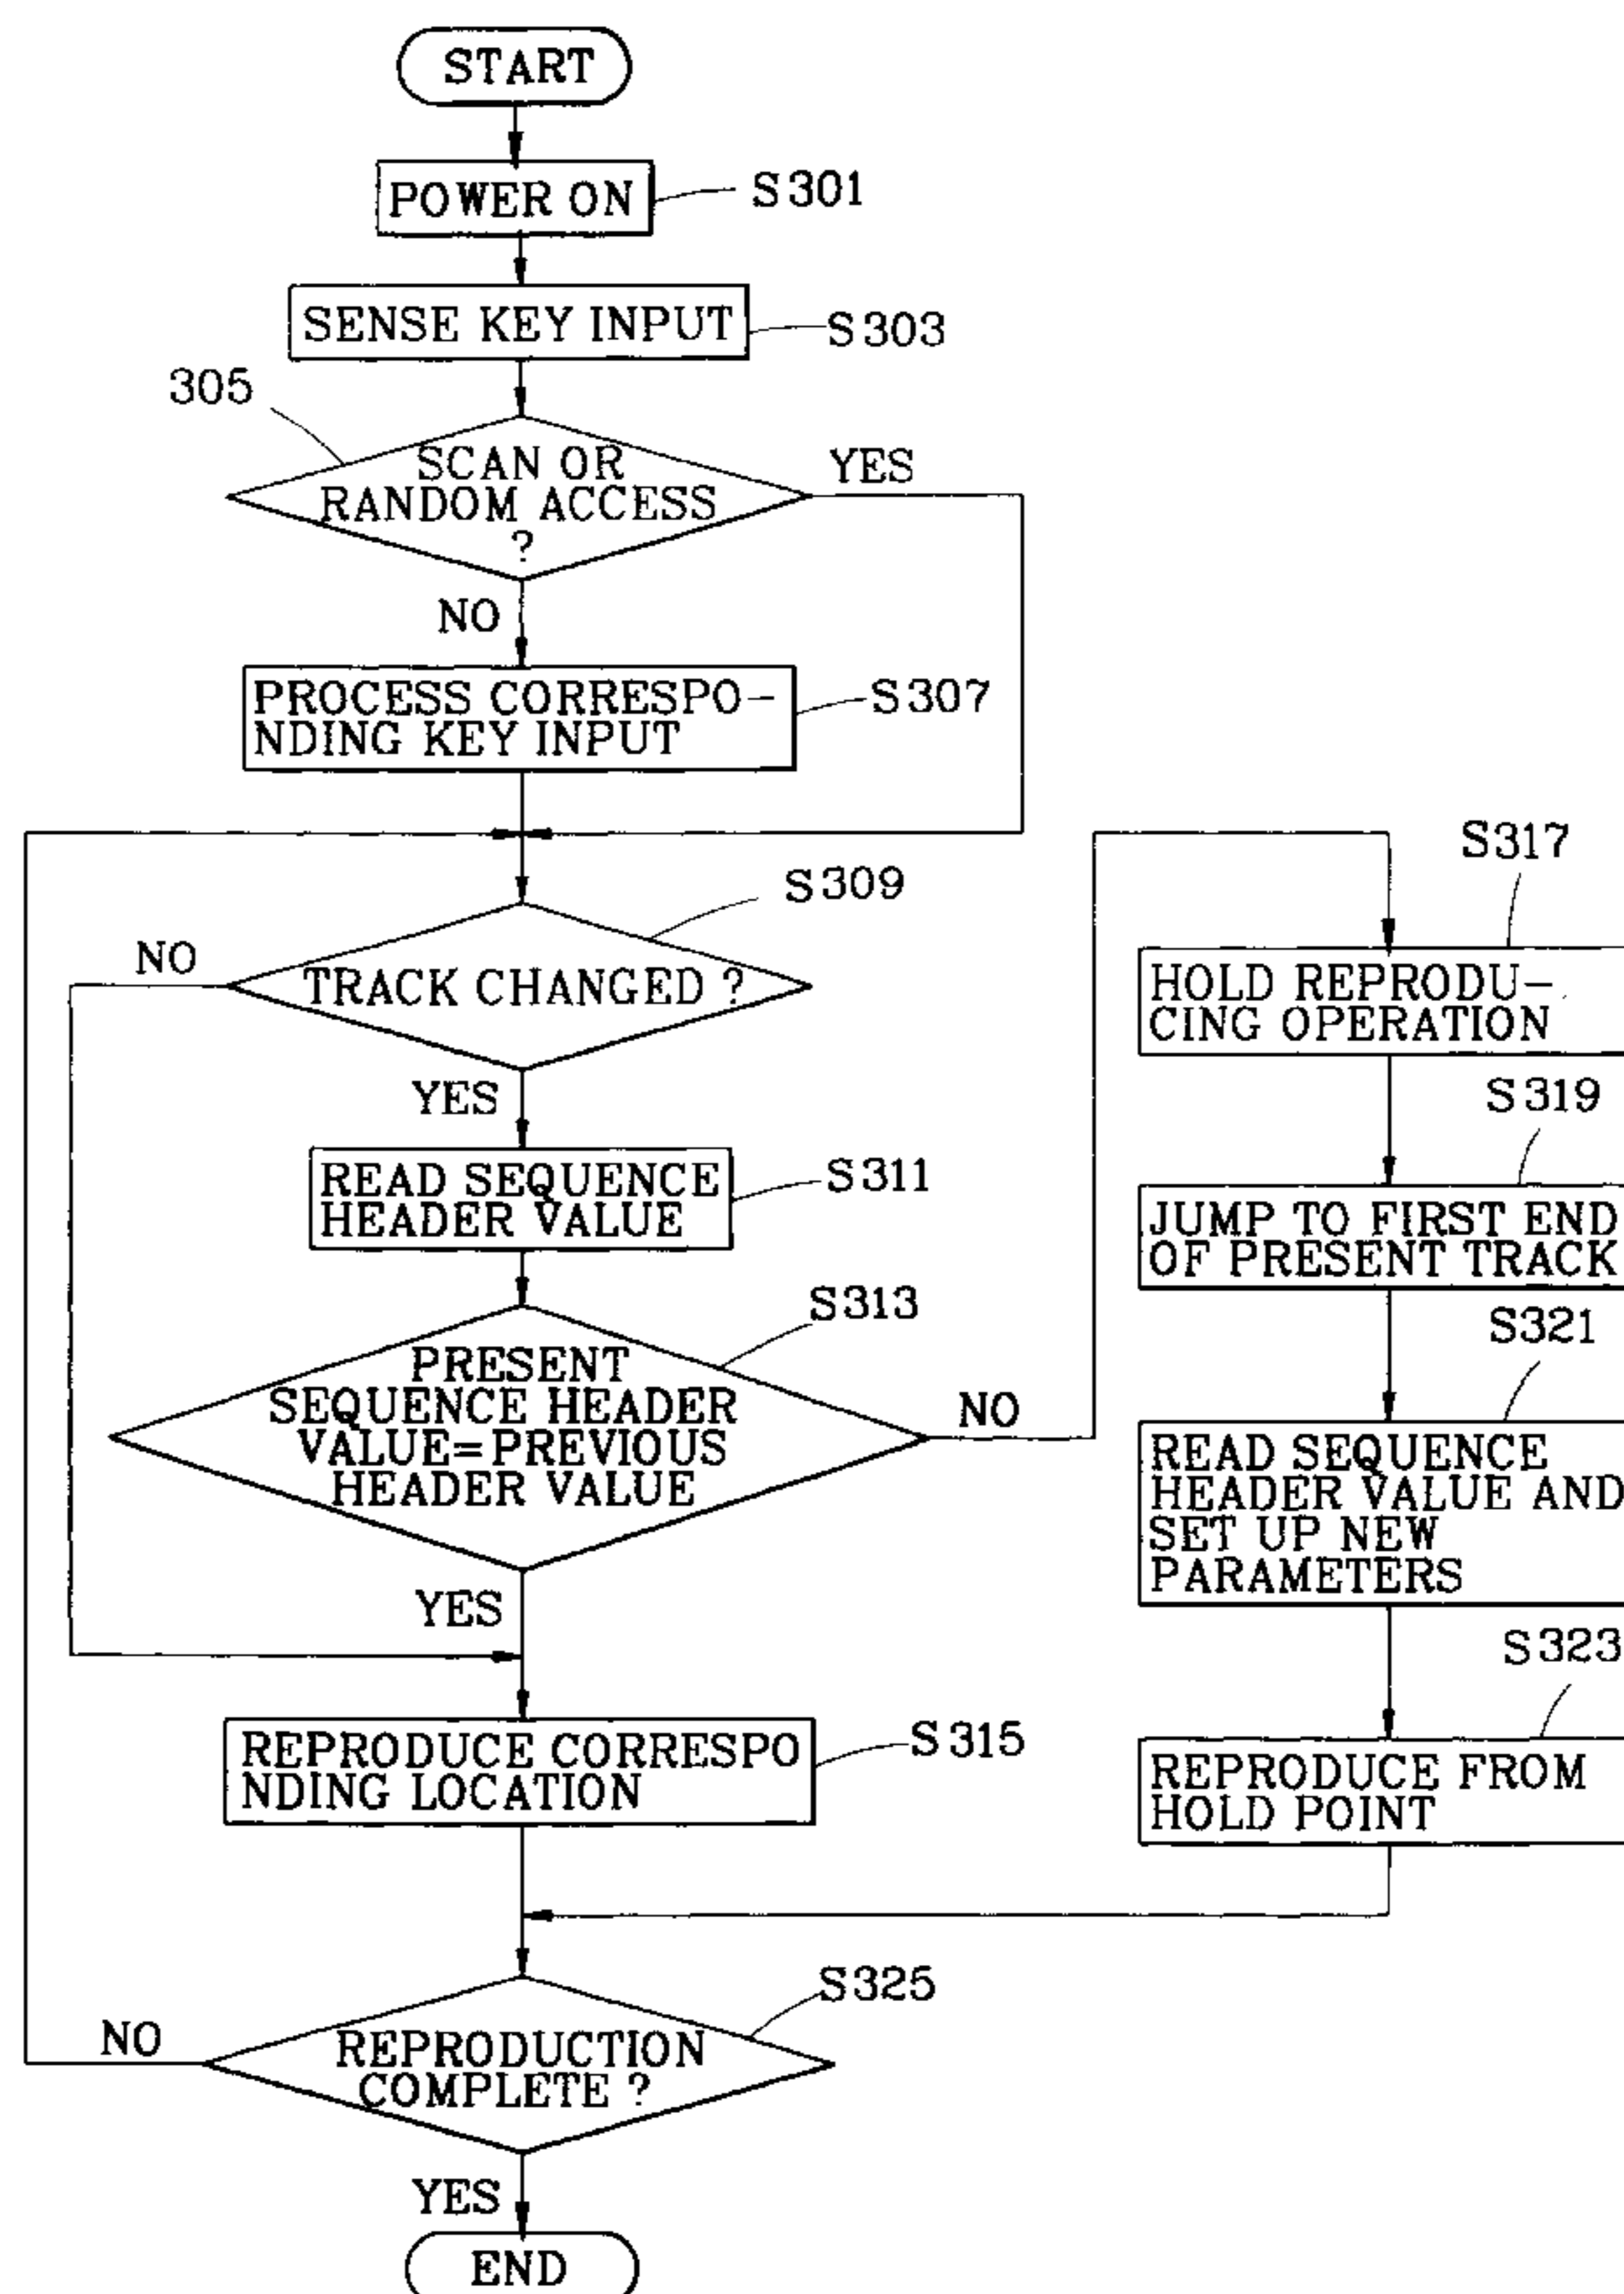 START
POWER ON
S301
SENSE KEY INPUT
S303
305
SCAN OR
RANDOM ACCESS
?
YES
NO
PROCESS CORRESPO-
NDING KEY INPUT
S307
S309
NO
TRACK CHANGED ?
YES
READ SEQUENCE
HEADER VALUE
S311
S313
PRESENT
SEQUENCE HEADER
VALUE=PREVIOUS
HEADER VALUE
NO
YES
REPRODUCE CORRESPO
NDING LOCATION
S315
S317
HOLD REPRODU-
CING OPERATION
S319
JUMP TO FIRST END
OF PRESENT TRACK
S321
READ SEQUENCE
HEADER VALUE AND
SET UP NEW
PARAMETERS
S323
REPRODUCE FROM
HOLD POINT
S325
NO
REPRODUCTION
COMPLETE ?
YES
END